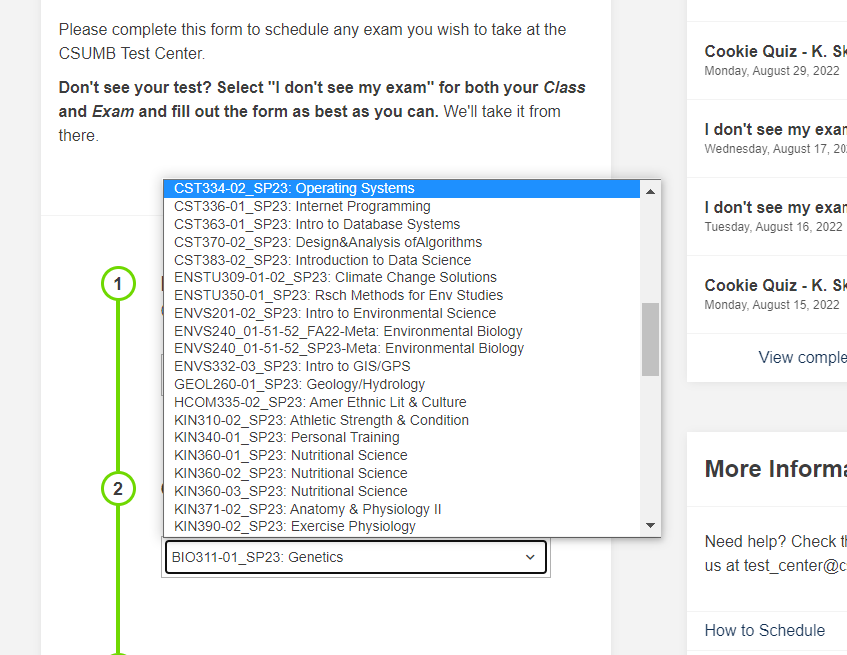 Please complete this form to schedule any exam you wish to take at the
CSUMB Test Center.
Don't see your test? Select "I don't see my exam" for both your Class
and Exam and fill out the form as best as you can. We'll take it from
there.
CST334-02_SP23: Operating Systems
CST336-01_SP23: Internet Programming
CST363-01_SP23: Intro to Database Systems
CST370-02_SP23: Design&Analysis ofAlgorithms
CST383-02_SP23: Introduction to Data Science
ENSTU309-01-02_SP23: Climate Change Solutions
ENSTU350-01_SP23: Rsch Methods for Env Studies
ENVS201-02_SP23: Intro to Environmental Science
ENVS240_01-51-52_FA22-Meta: Environmental Biology
ENVS240_01-51-52_SP23-Meta: Environmental Biology
ENVS332-03_SP23: Intro to GIS/GPS
GEOL260-01_SP23: Geology/Hydrology
HCOM335-02_SP23: Amer Ethnic Lit & Culture
KIN310-02_SP23: Athletic Strength & Condition
KIN340-01_SP23: Personal Training
KIN360-01_SP23: Nutritional Science
KIN360-02_SP23: Nutritional Science
KIN360-03_SP23: Nutritional Science
KIN371-02_SP23: Anatomy & Physiology II
KIN390-02_SP23: Exercise Physiology
1
2
BIO311-01_SP23: Genetics
Cookie Quiz - K. Sk
Monday, August 29, 2022
I don't see my exam
Wednesday, August 17, 20
I don't see my exam
Tuesday, August 16, 2022
Cookie Quiz - K. Sk
Monday, August 15, 2022
View comple
More Informa
Need help? Check th
us at test_center@c
How to Schedule